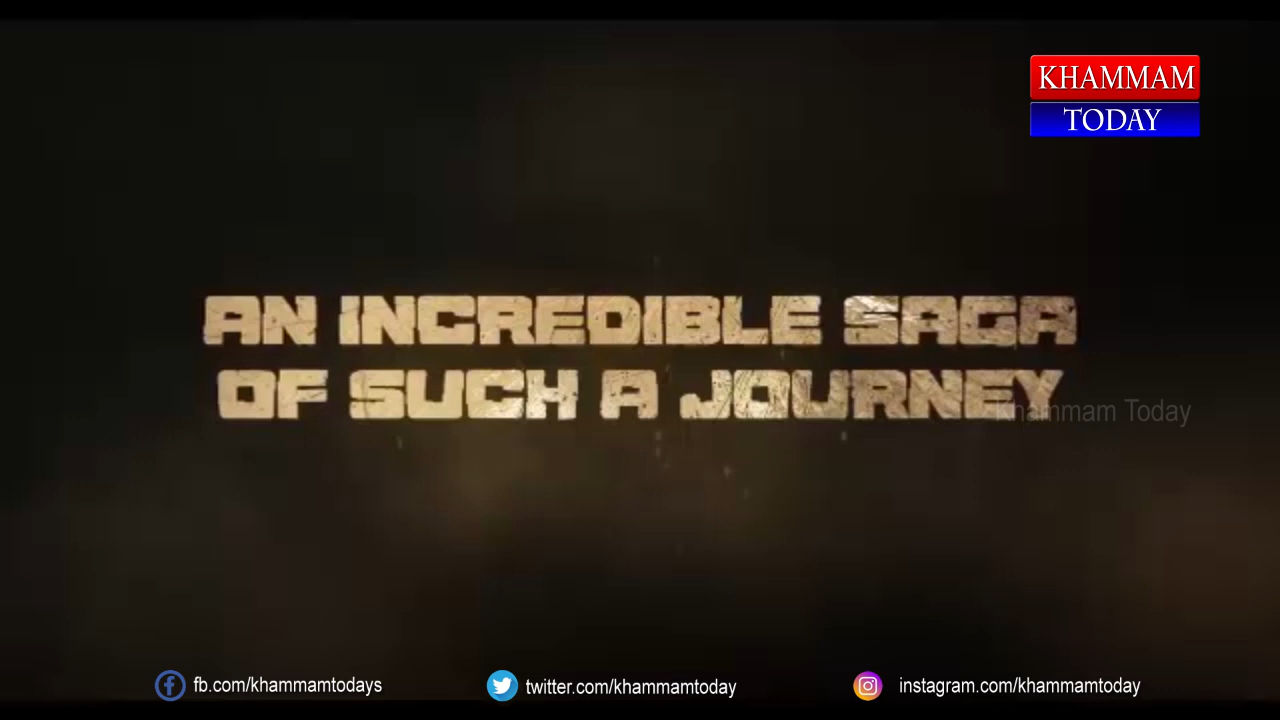 KHAMMAM
TODAY
AN INCREDIBLE SAGA
OF SUCH A JOURNEY
Khammam Today
fb.com/khammamtodays
twitter.com/khammamtoday
instagram.com/khammamtoday